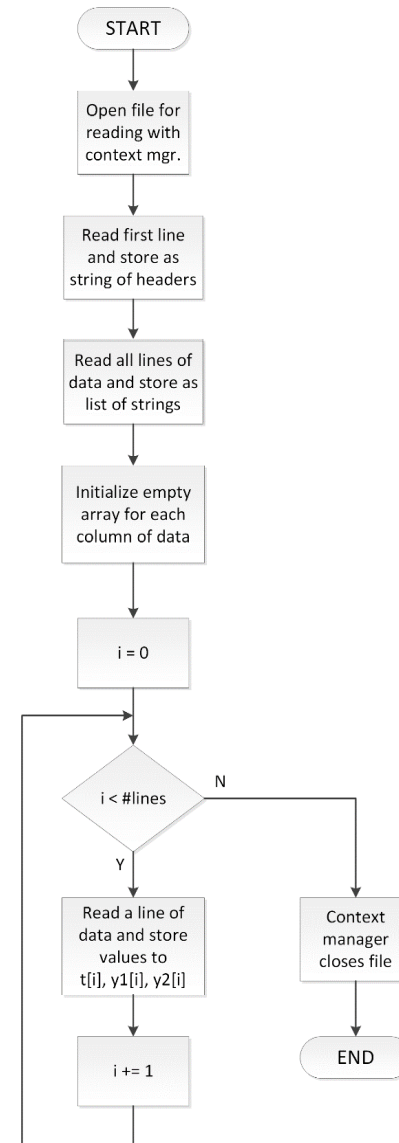 START
Open file for
reading with
context mgr.
Read first line
and store as
string of headers
Read all lines of
data and store as
list of strings
Initialize empty
array for each
column of data
i = 0
i < #lines
N
Y
Read a line of
data and store
values to
t[i], y1[i], y2[i]
Context
manager
closes file
i += 1
END